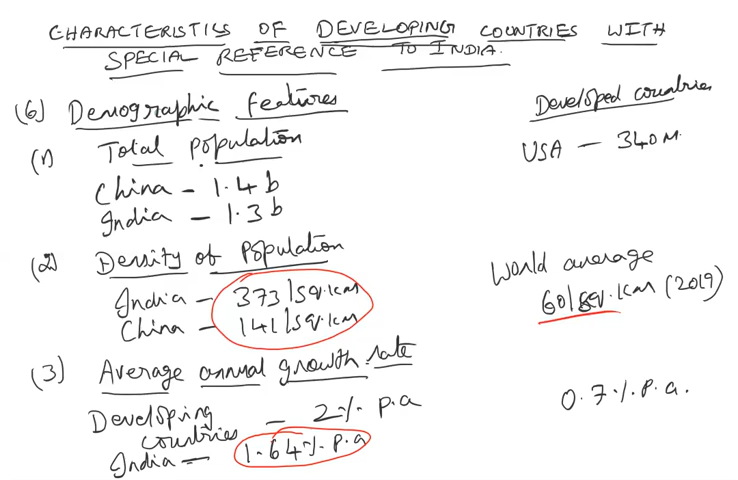 CHARACTERISTICS OF DEVELOPING COUNTRIES WITH
SPECIAL REFERENCE TO INDIA.
(6) Demographic features
Developed countries
(1) Total population
USA - 340 M.
China - 1.4 b
India - 1.3 b
(2) Density of population
World average
India - 373/sq.km
60/sq.km (2019)
China - 141/sq.km
(3) Average annual growth rate
Developing
countries - 2% p.a
0.7% p.a.
India - 1.64% p.a